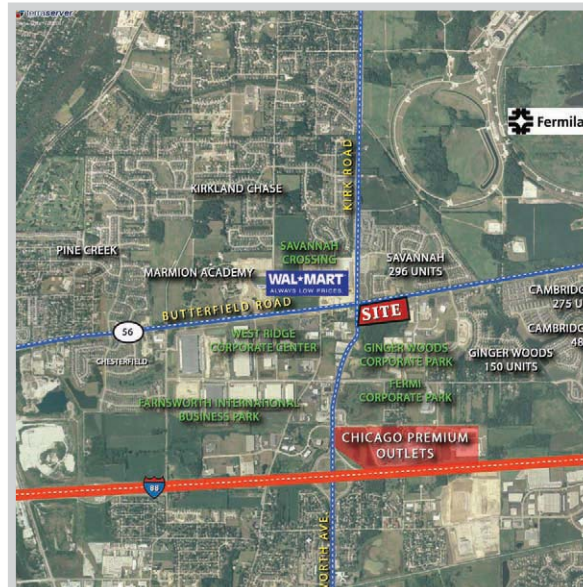 Fermila
KIRK ROAD
KIRKLAND CHASE
PINE CREEK
SAVANNAH
CROSSING
MARMION ACADEMY
WAL★MART
ALWAYS LOW PRICES.
SAVANNAH
296 UNITS
BUTTERFIELD ROAD
SITE
CAMBRIDG
275 U
CAMBRIDG
48
56
WEST RIDGE
CORPORATE CENTER
GINGER WOODS
CORPORATE PARK
GINGER WOODS
150 UNITS
CHESTERFIELD
FERMI
CORPORATE PARK
FARNSWORTH INTERNATIONAL
BUSINESS PARK
CHICAGO PREMIUM
OUTLETS
88
ORTH AVE